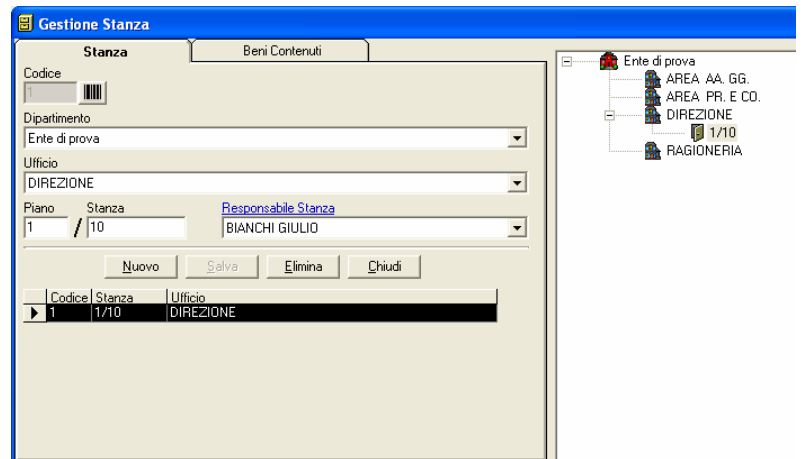 Gestione Stanza
Stanza Beni Contenuti
Codice
1
Dipartimento
Ente di prova
Ufficio
DIREZIONE
Piano Stanza Responsabile Stanza
1 / 10 BIANCHI GIULIO
Nuovo Salva Elimina Chiudi
Codice Stanza Ufficio
1 1/10 DIREZIONE
Ente di prova
AREA AA. GG.
AREA PR. E CO.
DIREZIONE
1/10
RAGIONERIA